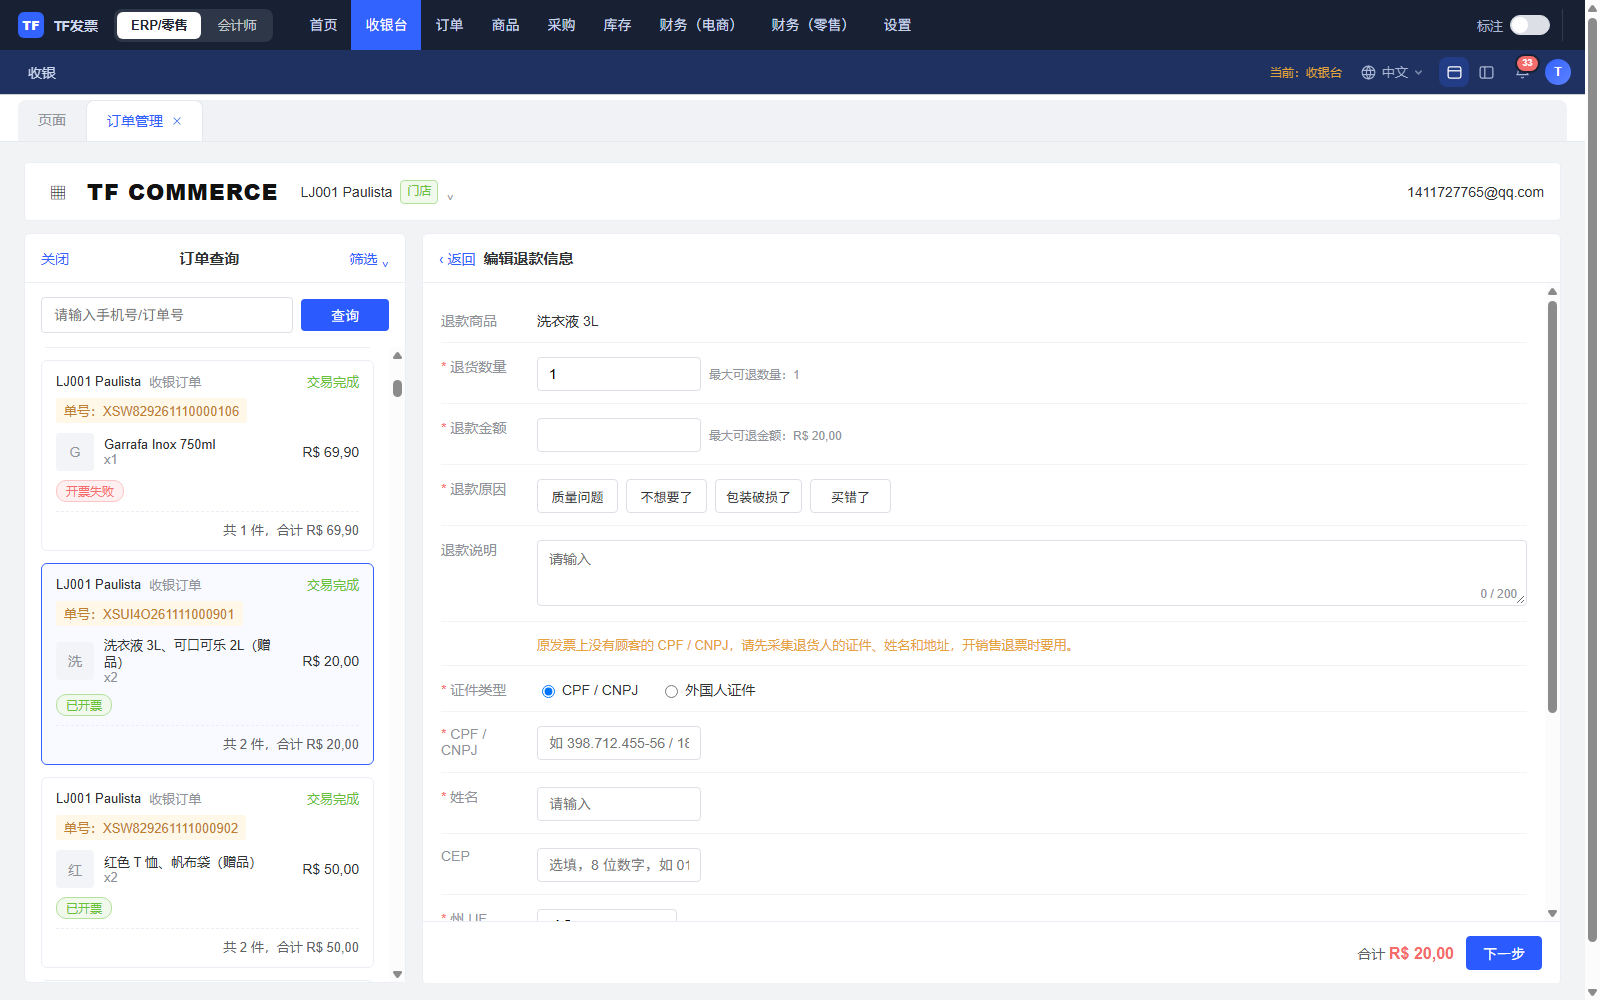 TF TF发票 ERP/零售 会计师 首页 收银台 订单 商品 采购 库存 财务（电商） 财务（零售） 设置 标注
收银 当前：收银台 中文 33 T
页面 订单管理 ×
TF COMMERCE LJ001 Paulista 门店 1411727765@qq.com
关闭 订单查询 筛选
请输入手机号/订单号 查询
LJ001 Paulista 收银订单 交易完成
单号：XSW829261110000106
G Garrafa Inox 750ml R$ 69,90
x1
开票失败
共 1 件，合计 R$ 69,90
LJ001 Paulista 收银订单 交易完成
单号：XSUI4O261111000901
洗 洗衣液 3L、可口可乐 2L（赠品） R$ 20,00
x2
已开票
共 2 件，合计 R$ 20,00
LJ001 Paulista 收银订单 交易完成
单号：XSW829261111000902
红 红色 T 恤、帆布袋（赠品） R$ 50,00
x2
已开票
共 2 件，合计 R$ 50,00
‹ 返回 编辑退款信息
退款商品 洗衣液 3L
* 退货数量 1 最大可退数量：1
* 退款金额 最大可退金额：R$ 20,00
* 退款原因 质量问题 不想要了 包装破损了 买错了
退款说明 请输入
0 / 200
原发票上没有顾客的 CPF / CNPJ，请先采集退货人的证件、姓名和地址，开销售退票时要用。
* 证件类型 CPF / CNPJ 外国人证件
* CPF / CNPJ 如 398.712.455-56 / 18
* 姓名 请输入
CEP 选填，8 位数字，如 01
* 州 UF
合计 R$ 20,00 下一步